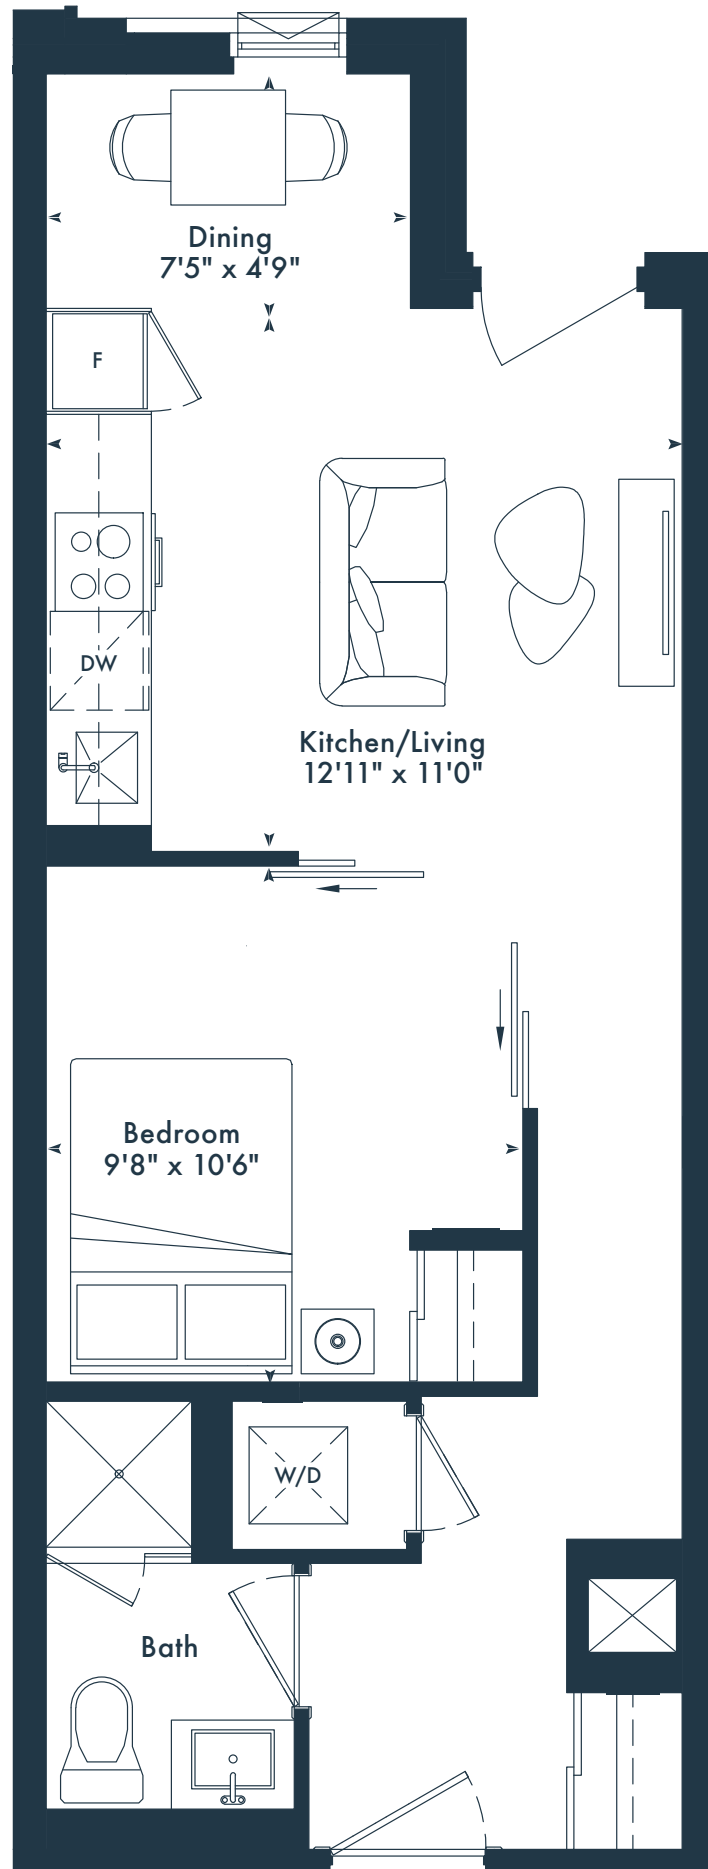 Dining
7'5" x 4'9"
F
DW
Kitchen/Living
12'11" x 11'0"
Bedroom
9'8" x 10'6"
W/D
Bath